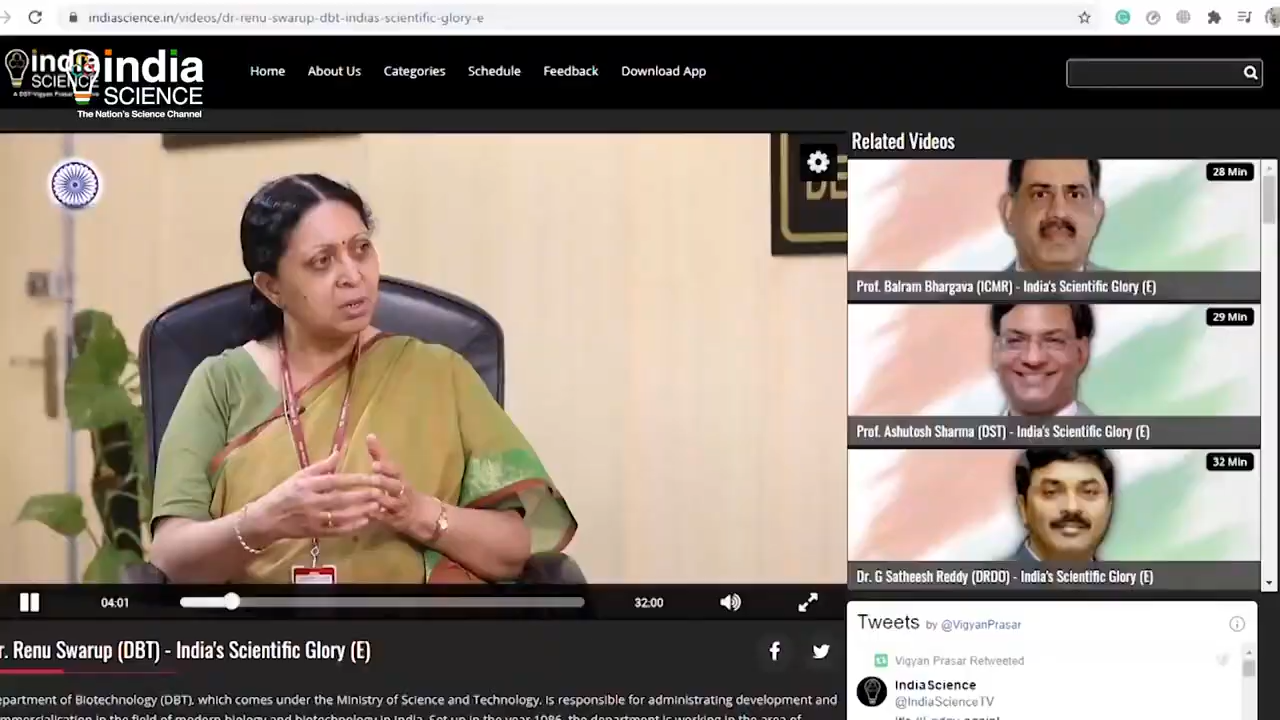 indiascience.in/videos/dr-renu-swarup-dbt-indias-scientific-glory-e
india
SCIENCE
The Nation's Science Channel
Home
About Us
Categories
Schedule
Feedback
Download App
Related Videos
28 Min
Prof. Balram Bhargava (ICMR) - India's Scientific Glory (E)
29 Min
Prof. Ashutosh Sharma (DST) - India's Scientific Glory (E)
32 Min
Dr. G Satheesh Reddy (DRDO) - India's Scientific Glory (E)
04:01
32:00
r. Renu Swarup (DBT) - India's Scientific Glory (E)
epartment of Biotechnology (DBT), which comes under the Ministry of Science and Technology, is responsible for administrating development and
Tweets by @VigyanPrasar
Vigyan Prasar Retweeted
IndiaScience
@IndiaScienceTV